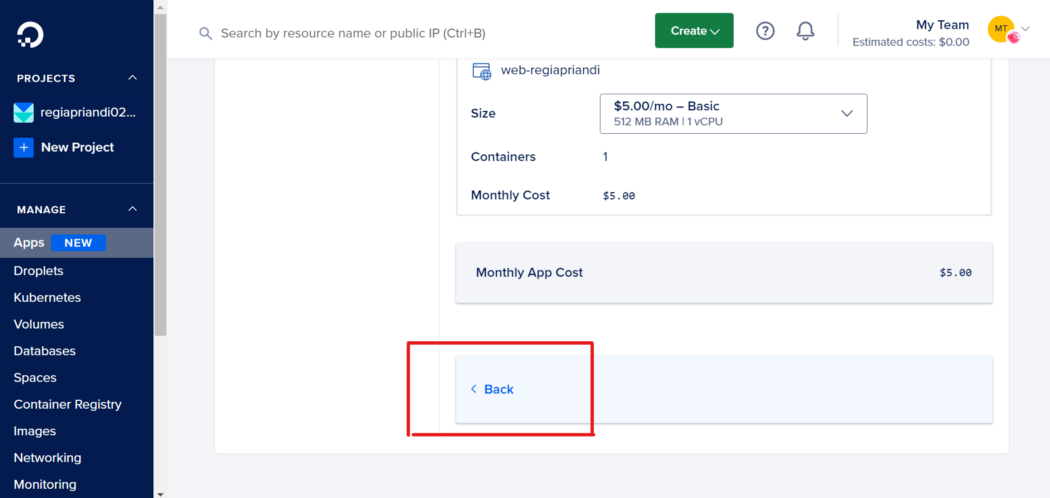 Search by resource name or public IP (Ctrl+B)
Create
My Team
Estimated costs: $0.00
MT
PROJECTS
regiapriandi02...
New Project
MANAGE
Apps NEW
Droplets
Kubernetes
Volumes
Databases
Spaces
Container Registry
Images
Networking
Monitoring
web-regiapriandi
Size
$5.00/mo – Basic
512 MB RAM | 1 vCPU
Containers 1
Monthly Cost $5.00
Monthly App Cost $5.00
Back